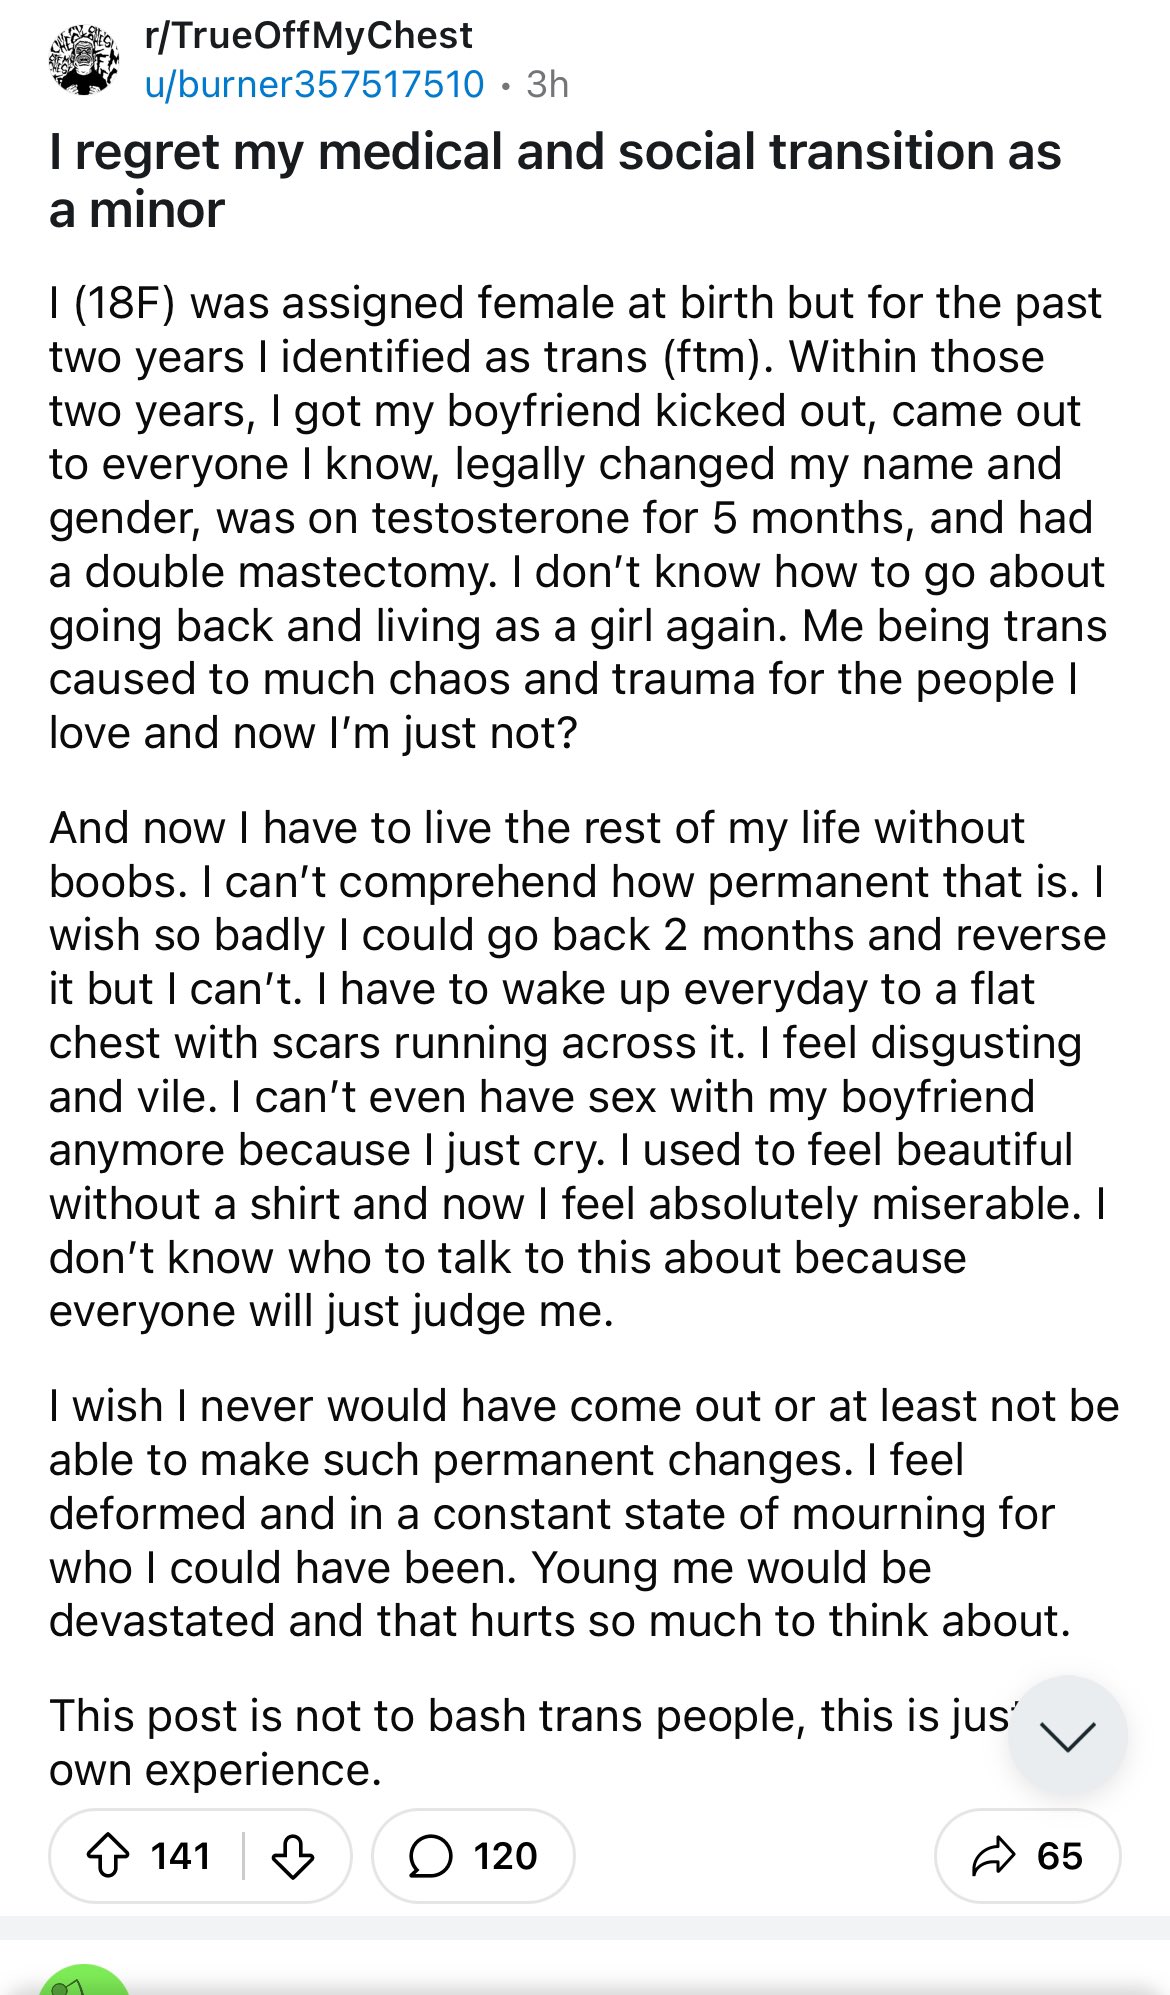 r/TrueOffMyChest
u/burner357517510 • 3h
I regret my medical and social transition as
a minor
I (18F) was assigned female at birth but for the past
two years I identified as trans (ftm). Within those
two years, I got my boyfriend kicked out, came out
to everyone I know, legally changed my name and
gender, was on testosterone for 5 months, and had
a double mastectomy. I don't know how to go about
going back and living as a girl again. Me being trans
caused to much chaos and trauma for the people I
love and now I'm just not?
And now I have to live the rest of my life without
boobs. I can't comprehend how permanent that is. I
wish so badly I could go back 2 months and reverse
it but I can't. I have to wake up everyday to a flat
chest with scars running across it. I feel disgusting
and vile. I can't even have sex with my boyfriend
anymore because I just cry. I used to feel beautiful
without a shirt and now I feel absolutely miserable. I
don't know who to talk to this about because
everyone will just judge me.
I wish I never would have come out or at least not be
able to make such permanent changes. I feel
deformed and in a constant state of mourning for
who I could have been. Young me would be
devastated and that hurts so much to think about.
This post is not to bash trans people, this is just
own experience.
141
120
65